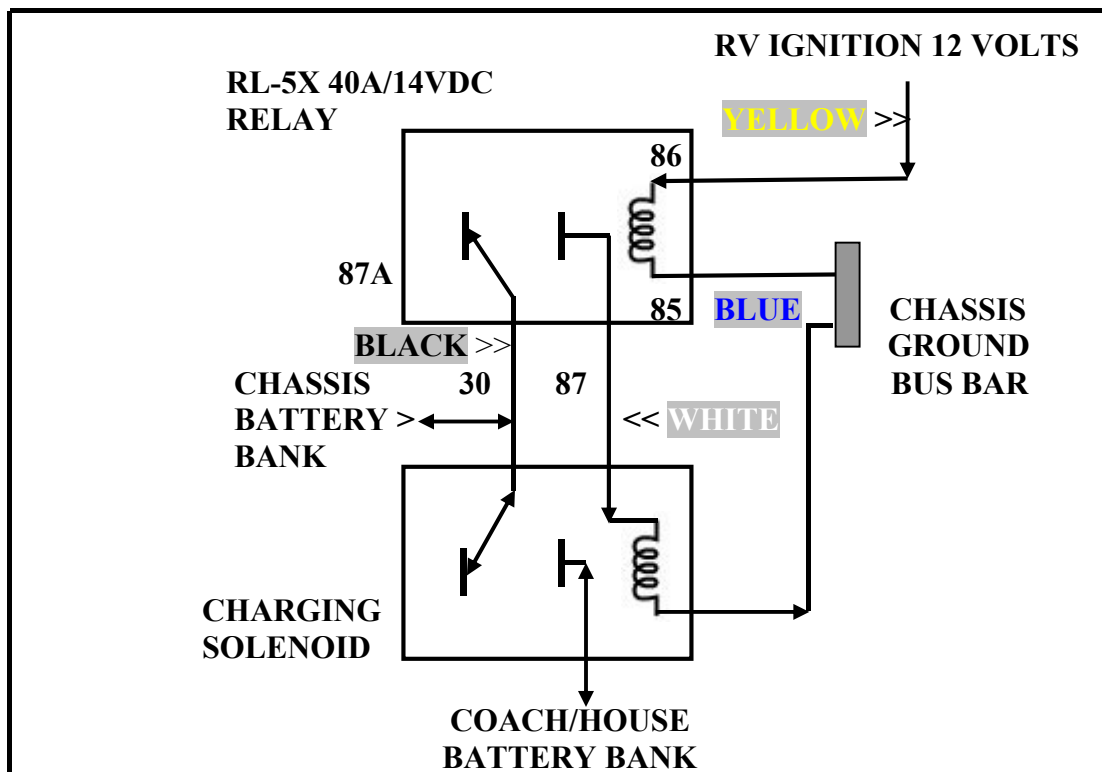 RV IGNITION 12 VOLTS
RL-5X 40A/14VDC
RELAY
YELLOW >>
86
87A
85
BLUE
CHASSIS
GROUND
BUS BAR
BLACK >>
30
87
CHASSIS
BATTERY >
BANK
<< WHITE
CHARGING
SOLENOID
COACH/HOUSE
BATTERY BANK